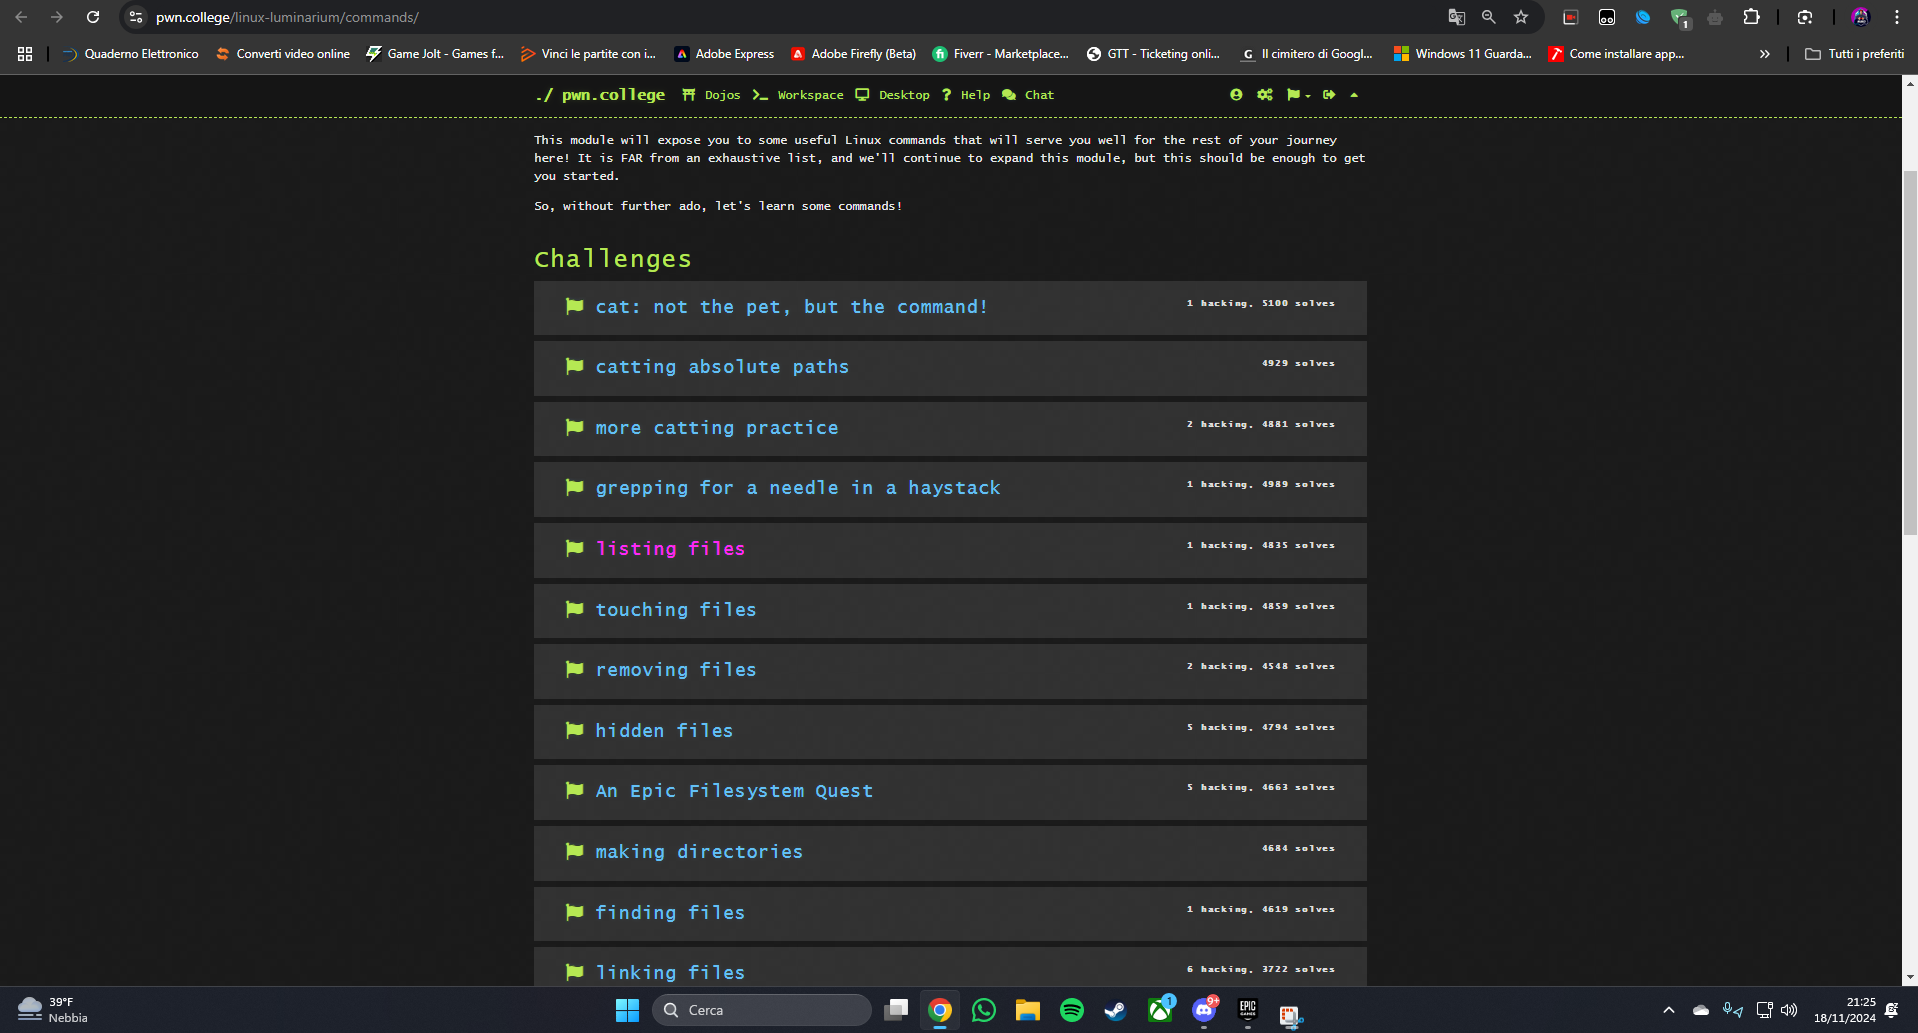 pwn.college/linux-luminarium/commands/
Quaderno Elettronico
Converti video online
Game Jolt - Games f...
Vinci le partite con i...
Adobe Express
Adobe Firefly (Beta)
Fiverr - Marketplace...
GTT - Ticketing onli...
Il cimitero di Googl...
Windows 11 Guarda...
Come installare app...
Tutti i preferiti
./ pwn.college Dojos Workspace Desktop Help Chat
This module will expose you to some useful Linux commands that will serve you well for the rest of your journey
here! It is FAR from an exhaustive list, and we'll continue to expand this module, but this should be enough to get
you started.
So, without further ado, let's learn some commands!
Challenges
cat: not the pet, but the command!
1 hacking, 5100 solves
catting absolute paths
4929 solves
more catting practice
2 hacking, 4881 solves
grepping for a needle in a haystack
1 hacking, 4989 solves
listing files
1 hacking, 4835 solves
touching files
1 hacking, 4859 solves
removing files
2 hacking, 4548 solves
hidden files
5 hacking, 4794 solves
An Epic Filesystem Quest
5 hacking, 4663 solves
making directories
4684 solves
finding files
1 hacking, 4619 solves
linking files
6 hacking, 3722 solves
39°F
Nebbia
Cerca
1
9+
EPIC
GAMES
21:25
18/11/2024